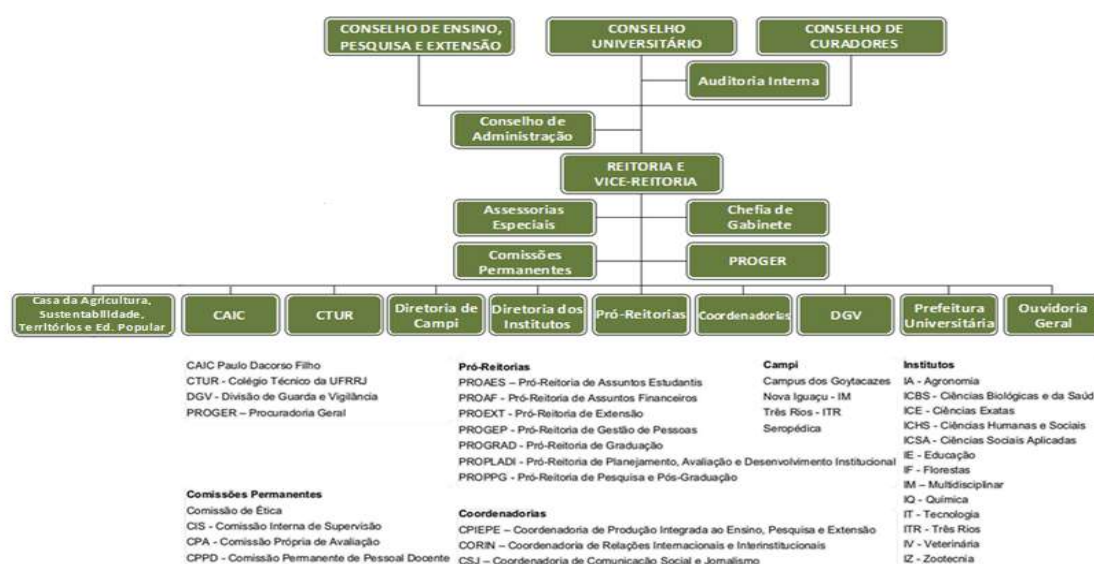 CONSELHO DE ENSINO,
PESQUISA E EXTENSÃO
CONSELHO
UNIVERSITÁRIO
CONSELHO DE
CURADORES
Auditoria Interna
Conselho de
Administração
REITORIA E
VICE-REITORIA
Assessorias
Especiais
Chefia de
Gabinete
Comissões
Permanentes
PROGER
Casa da Agricultura,
Sustentabilidade,
Territórios e Ed. Popular
CAIC
CTUR
Diretoria de
Campi
Diretoria dos
Institutos
Pró-Reitorias
Coordenadorias
DGV
Prefeitura
Universitária
Ouvidoria
Geral
CAIC Paulo Dacorso Filho
CTUR - Colégio Técnico da UFRRJ
DGV - Divisão de Guarda e Vigilância
PROGER – Procuradoria Geral
Comissões Permanentes
Comissão de Ética
CIS - Comissão Interna de Supervisão
CPA - Comissão Própria de Avaliação
CPPD - Comissão Permanente de Pessoal Docente
Pró-Reitorias
PROAES – Pró-Reitoria de Assuntos Estudantis
PROAF - Pró-Reitoria de Assuntos Financeiros
PROEXT - Pró-Reitoria de Extensão
PROGEP - Pró-Reitoria de Gestão de Pessoas
PROGRAD - Pró-Reitoria de Graduação
PROPLADI - Pró-Reitoria de Planejamento, Avaliação e Desenvolvimento Institucional
PROPPG - Pró-Reitoria de Pesquisa e Pós-Graduação
Coordenadorias
CPIEPE – Coordenadoria de Produção Integrada ao Ensino, Pesquisa e Extensão
CORIN – Coordenadoria de Relações Internacionais e Interinstitucionais
CSJ – Coordenadoria de Comunicação Social e Jornalismo
Campi
Campus dos Goytacazes
Nova Iguaçu - IM
Três Rios - ITR
Seropédica
Institutos
IA - Agronomia
ICBS - Ciências Biológicas e da Saúd
ICE - Ciências Exatas
ICHS - Ciências Humanas e Sociais
ICSA - Ciências Sociais Aplicadas
IE - Educação
IF - Florestas
IM – Multidisciplinar
IQ - Química
IT - Tecnologia
ITR - Três Rios
IV - Veterinária
IZ - Zootecnia